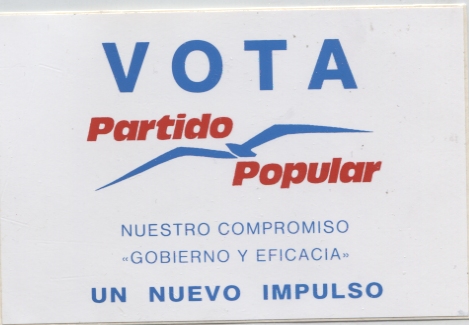 VOTA
Partido
Popular
NUESTRO COMPROMISO
«GOBIERNO Y EFICACIA»
UN NUEVO IMPULSO